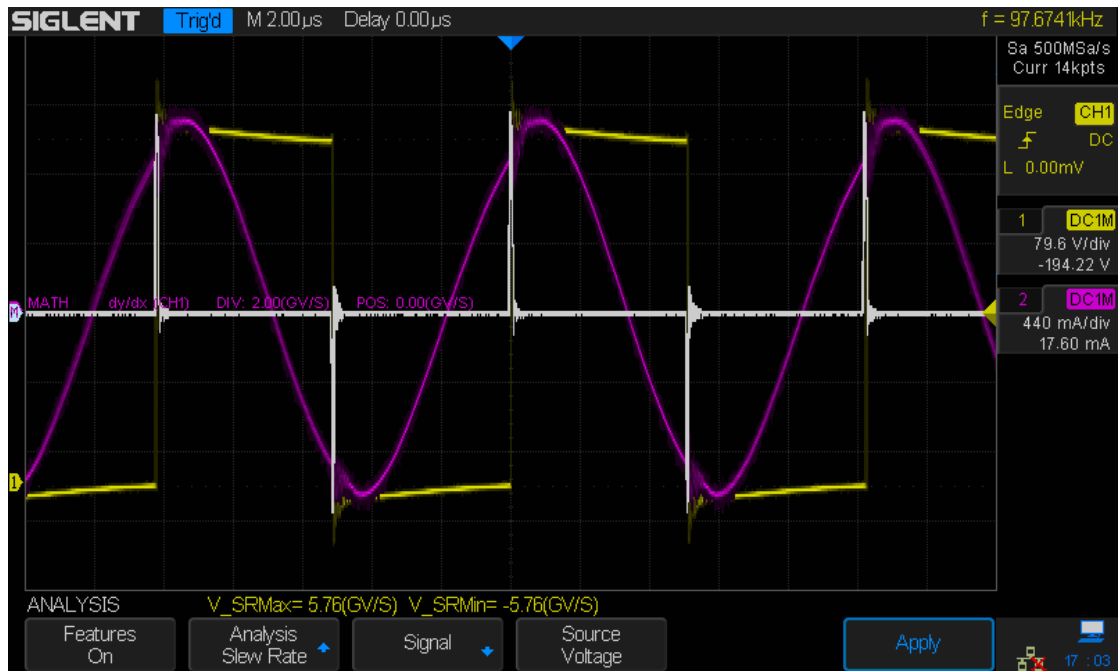 SIGLENT Trig'd M 2.00µs Delay 0.00µs f = 97.6741kHz
Sa 500MSa/s
Curr 14kpts
Edge CH1
DC
L 0.00mV
1 DC1M
79.6 V/div
-194.22 V
2 DC1M
440 mA/div
17.60 mA
M MATH dy/dx (CH1) DIV: 2.00(GV/S) POS: 0.00(GV/S)
1
ANALYSIS V_SRMax= 5.76(GV/S) V_SRMin= -5.76(GV/S)
Features
On
Analysis
Slew Rate
Signal
Source
Voltage
Apply
17 : 03